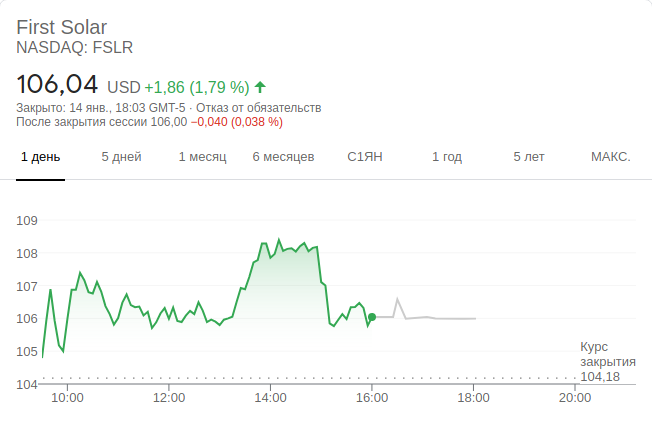 First Solar
NASDAQ: FSLR
106,04 USD +1,86 (1,79 %)
Закрыто: 14 янв., 18:03 GMT-5 · Отказ от обязательств
После закрытия сессии 106,00 −0,040 (0,038 %)
1 день 5 дней 1 месяц 6 месяцев С1ЯН 1 год 5 лет МАКС.
109
108
107
106
105
104
Курс
закрытия
104,18
10:00 12:00 14:00 16:00 18:00 20:00